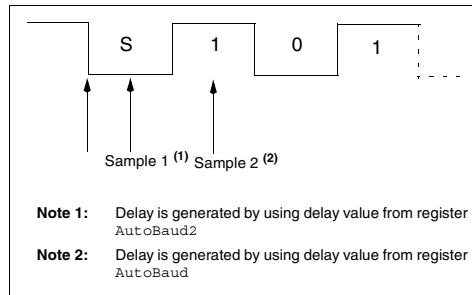 S 1 0 1
Sample 1 (1) Sample 2 (2)
Note 1: Delay is generated by using delay value from register
AutoBaud2
Note 2: Delay is generated by using delay value from register
AutoBaud